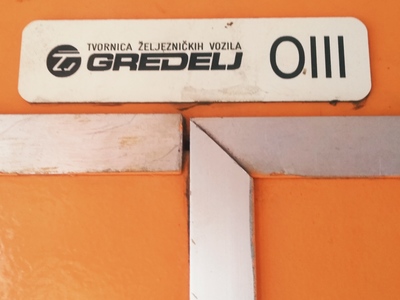 TVORNICA ŽELJEZNIČKIH VOZILA
GREDELJ
OIII